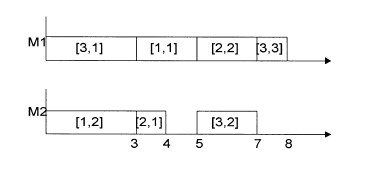 M1 [3,1] [1,1] [2,2] [3,3]
M2 [1,2] [2,1] [3,2]
3 4 5 7 8